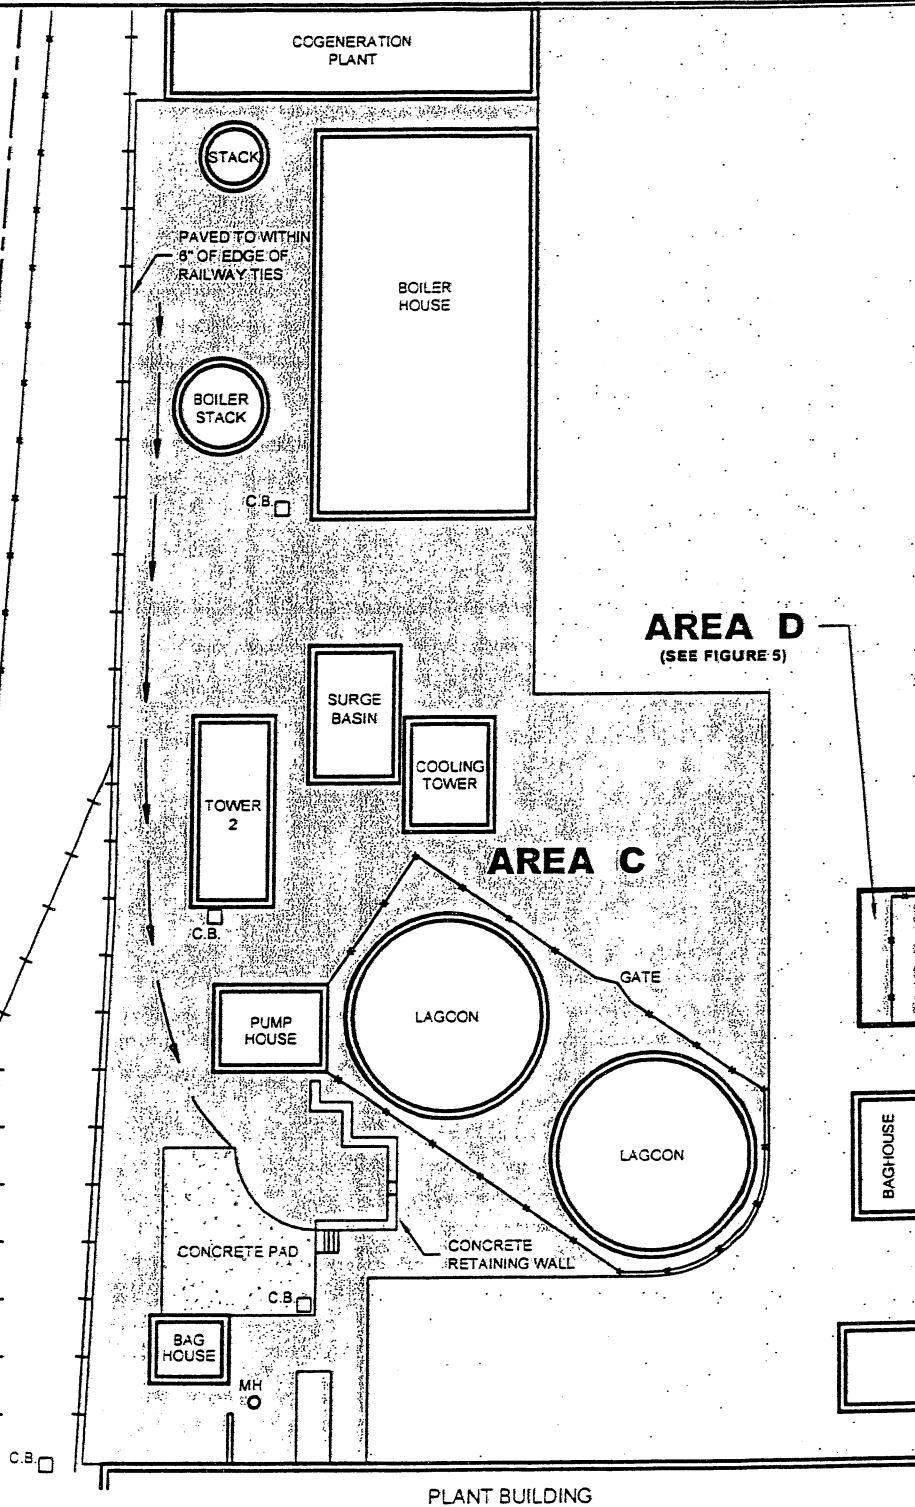 COGENERATION
PLANT
STACK
PAVED TO WITHIN
6" OF EDGE OF
RAILWAY TIES
BOILER
HOUSE
BOILER
STACK
C.B.
AREA D
(SEE FIGURE 5)
SURGE
BASIN
COOLING
TOWER
TOWER
2
AREA C
C.B.
GATE
PUMP
HOUSE
LAGOON
LAGOON
BAGHOUSE
CONCRETE PAD
CONCRETE
RETAINING WALL
C.B.
BAG
HOUSE
MH
C.B.
PLANT BUILDING